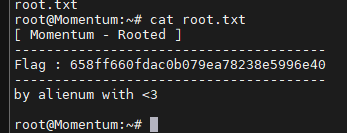 root.txt
root@Momentum:~# cat root.txt
[ Momentum - Rooted ]
---------------------------------------
Flag : 658ff660fdac0b079ea78238e5996e40
---------------------------------------
by alienum with <3
root@Momentum:~#